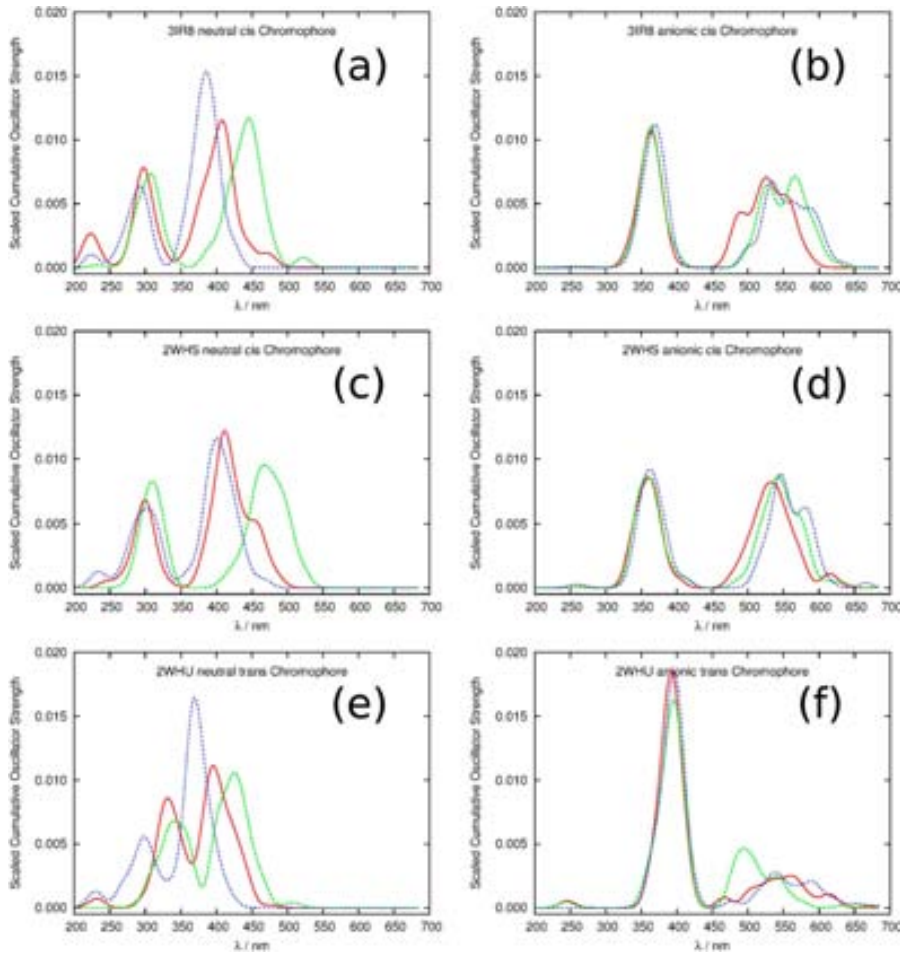 3IR8 neutral cis Chromophore
(a)
Scaled Cumulative Oscillator Strength
0.020
0.015
0.010
0.005
0.000
200 250 300 350 400 450 500 550 600 650 700
λ / nm
3IR8 anionic cis Chromophore
(b)
Scaled Cumulative Oscillator Strength
0.020
0.015
0.010
0.005
0.000
200 250 300 350 400 450 500 550 600 650 700
λ / nm
2WHS neutral cis Chromophore
(c)
Scaled Cumulative Oscillator Strength
0.020
0.015
0.010
0.005
0.000
200 250 300 350 400 450 500 550 600 650 700
λ / nm
2WHS anionic cis Chromophore
(d)
Scaled Cumulative Oscillator Strength
0.020
0.015
0.010
0.005
0.000
200 250 300 350 400 450 500 550 600 650 700
λ / nm
2WHU neutral trans Chromophore
(e)
Scaled Cumulative Oscillator Strength
0.020
0.015
0.010
0.005
0.000
200 250 300 350 400 450 500 550 600 650 700
λ / nm
2WHU anionic trans Chromophore
(f)
Scaled Cumulative Oscillator Strength
0.020
0.015
0.010
0.005
0.000
200 250 300 350 400 450 500 550 600 650 700
λ / nm